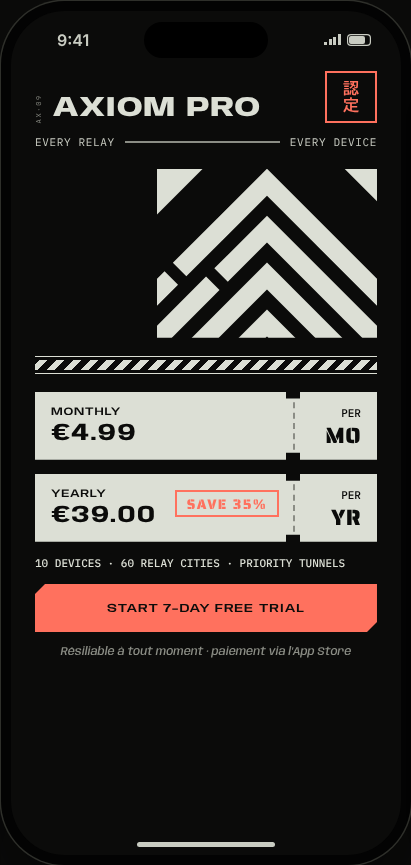 9:41
AX-09
AXIOM PRO
認定
EVERY RELAY
EVERY DEVICE
MONTHLY
€4.99
PER
MO
YEARLY
€39.00
SAVE 35%
PER
YR
10 DEVICES · 60 RELAY CITIES · PRIORITY TUNNELS
START 7-DAY FREE TRIAL
Résiliable à tout moment · paiement via l'App Store